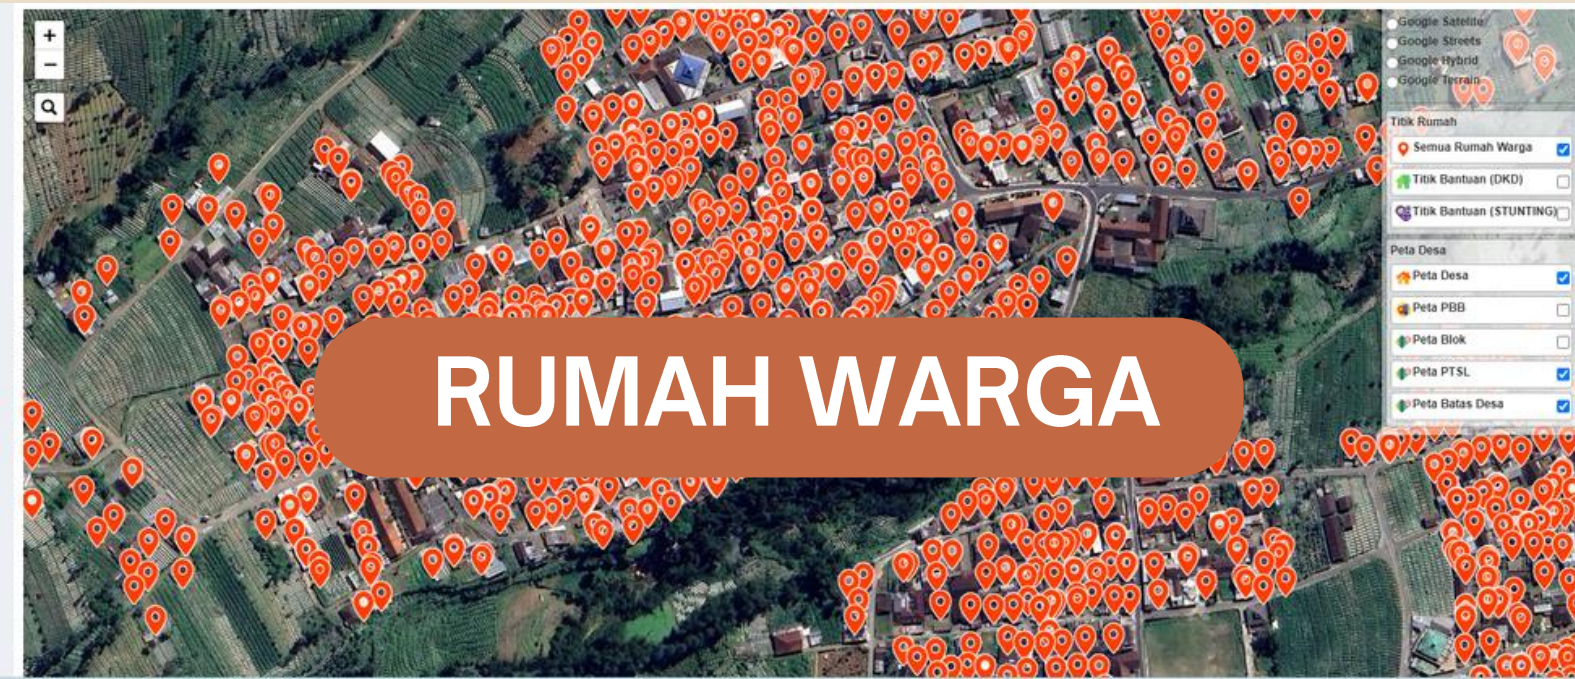 +
−
Google Satelite
Google Streets
Google Hybrid
Google Terrain
Titik Rumah
Semua Rumah Warga
Titik Bantuan (DKD)
Titik Bantuan (STUNTING)
Peta Desa
Peta Desa
Peta PBB
Peta Blok
Peta PTSL
Peta Batas Desa
RUMAH WARGA